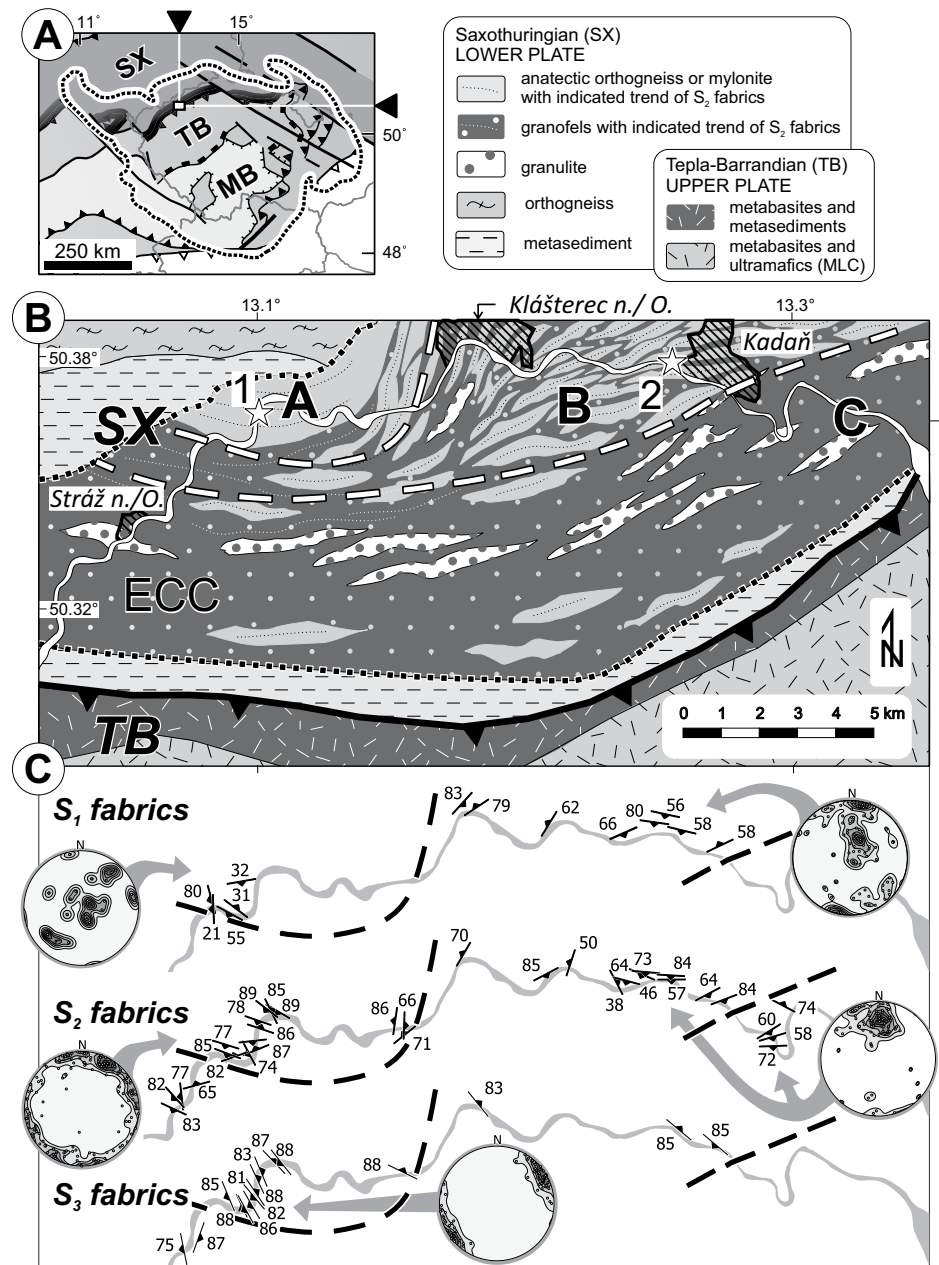 A
11°
15°
SX
TB
MB
50°
48°
250 km
Saxothuringian (SX)
LOWER PLATE
anatectic orthogneiss or mylonite
with indicated trend of S2 fabrics
granofels with indicated trend of S2 fabrics
granulite
orthogneiss
metasediment
Tepla-Barrandian (TB)
UPPER PLATE
metabasites and
metasediments
metabasites and
ultramafics (MLC)
B
13.1°
Klášterec n./ O.
13.3°
50.38°
Kadaň
1
A
2
B
C
SX
Stráž n./O.
ECC
50.32°
N
TB
0 1 2 3 4 5 km
C
S1 fabrics
N
80
32
31
21
55
83
79
62
66
80
56
58
58
N
S2 fabrics
N
89
85
78
89
77
86
85
87
82
74
77
82
65
83
86
66
71
70
85
50
64
73
84
38
46
57
64
84
74
60
58
72
N
S3 fabrics
87
83
88
81
85
88
82
88
86
75
87
88
83
85
85
N